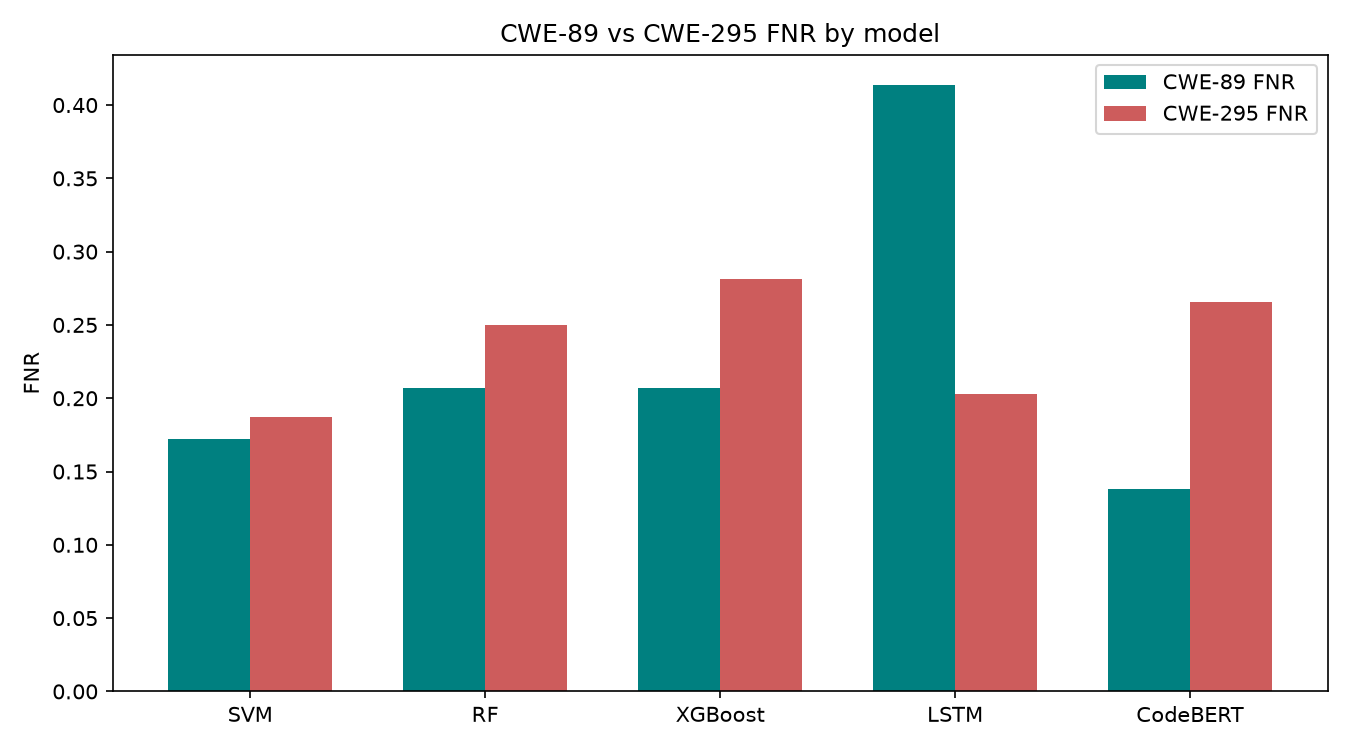 CWE-89 vs CWE-295 FNR by model
CWE-89 FNR
CWE-295 FNR
FNR
0.40
0.35
0.30
0.25
0.20
0.15
0.10
0.05
0.00
SVM
RF
XGBoost
LSTM
CodeBERT